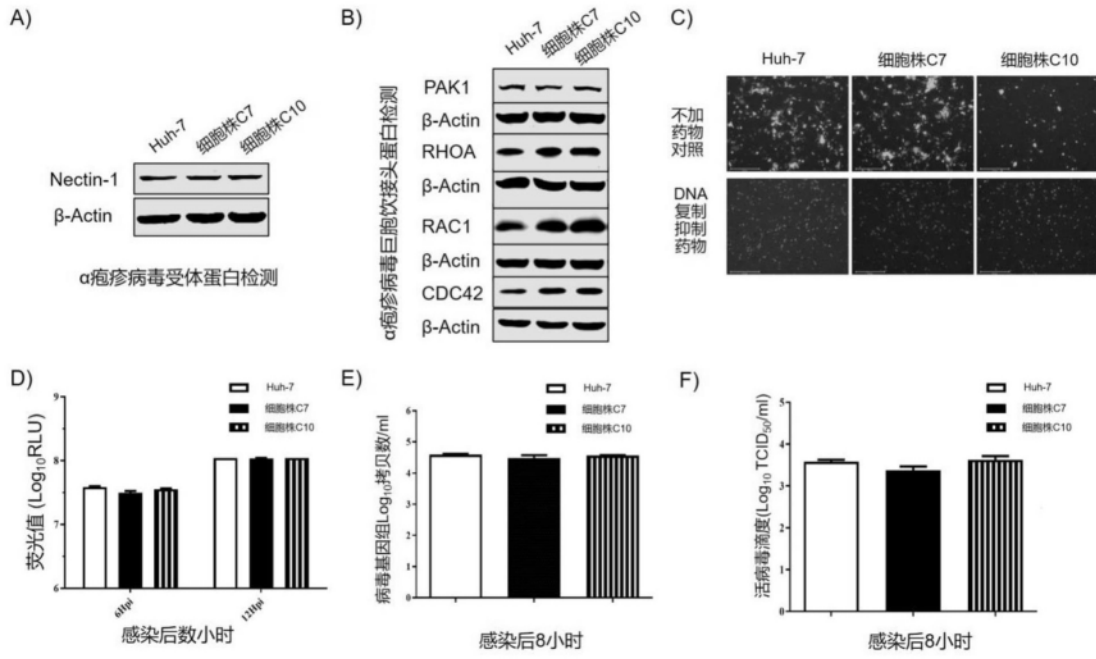 A)
Huh-7
细胞株C7
细胞株C10
Nectin-1
β-Actin
α疱疹病毒受体蛋白检测
B)
Huh-7
细胞株C7
细胞株C10
α疱疹病毒巨胞饮接头蛋白检测
PAK1
β-Actin
RHOA
β-Actin
RAC1
β-Actin
CDC42
β-Actin
C)
Huh-7
细胞株C7
细胞株C10
不加
药物
对照
DNA
复制
抑制
药物
D)
Huh-7
细胞株C7
细胞株C10
荧光值 (Log10RLU)
9
8
7
6
6Hpi
12Hpi
感染后数小时
E)
Huh-7
细胞株C7
细胞株C10
病毒基因组Log10拷贝数/ml
6
5
4
3
2
1
0
感染后8小时
F)
Huh-7
细胞株C7
细胞株C10
活病毒滴度(Log10 TCID50/ml)
5
4
3
2
1
0
感染后8小时